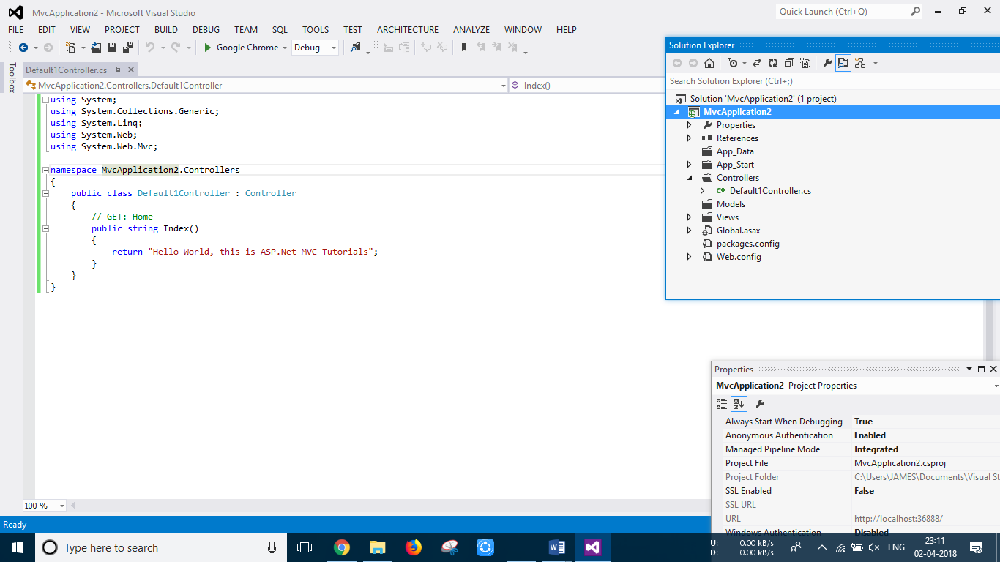 MvcApplication2 - Microsoft Visual Studio
Quick Launch (Ctrl+Q)
FILE EDIT VIEW PROJECT BUILD DEBUG TEAM SQL TOOLS TEST ARCHITECTURE ANALYZE WINDOW HELP
Google Chrome Debug
Toolbox
Default1Controller.cs
MvcApplication2.Controllers.Default1Controller Index()
using System;
using System.Collections.Generic;
using System.Linq;
using System.Web;
using System.Web.Mvc;
namespace MvcApplication2.Controllers
{
public class Default1Controller : Controller
{
// GET: Home
public string Index()
{
return "Hello World, this is ASP.Net MVC Tutorials";
}
}
}
100 %
Solution Explorer
Search Solution Explorer (Ctrl+;)
Solution 'MvcApplication2' (1 project)
MvcApplication2
Properties
References
App_Data
App_Start
Controllers
C# Default1Controller.cs
Models
Views
Global.asax
packages.config
Web.config
Properties
MvcApplication2 Project Properties
Always Start When Debugging True
Anonymous Authentication Enabled
Managed Pipeline Mode Integrated
Project File MvcApplication2.csproj
Project Folder C:\Users\JAMES\Documents\Visual St
SSL Enabled False
SSL URL
URL http://localhost:36888/
Windows Authentication Disabled
Ready
Type here to search
U: 0.00 kB/s
D: 0.00 kB/s
ENG
23:11
02-04-2018